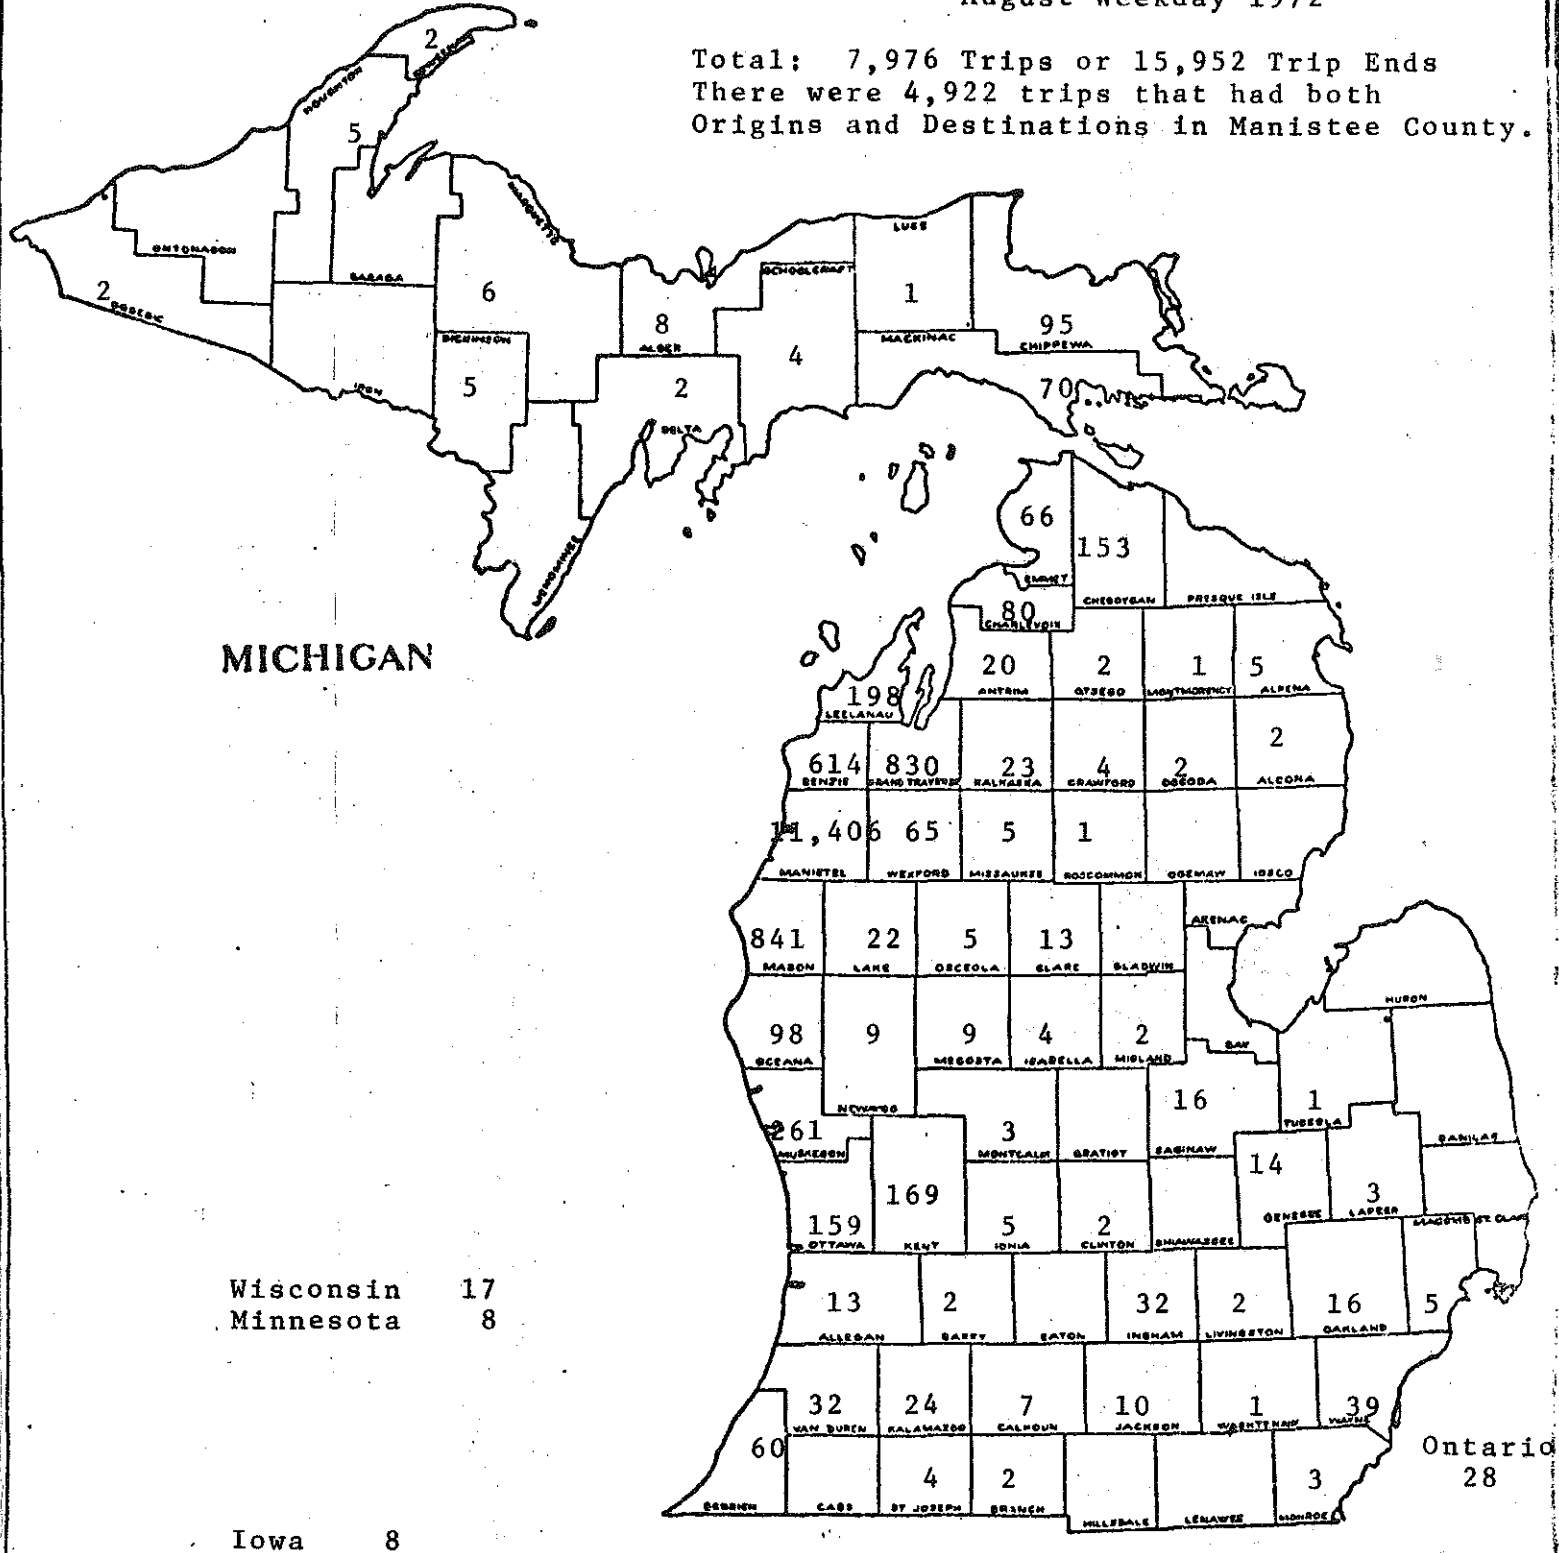 August Weekday 1972
Total: 7,976 Trips or 15,952 Trip Ends
There were 4,922 trips that had both
Origins and Destinations in Manistee County.
2
HOUGHTON
5
ONTONAGON
BARAGA
MARQUETTE
LUCE
SCHOOLCRAFT
2
GOGEBIC
6
1
8
ALGER
95
CHIPPEWA
DICKINSON
MACKINAC
4
IRON
5
2
70
DELTA
MENOMINEE
66
153
EMMET
CHEBOYGAN
PRESQUE ISLE
80
CHARLEVOIX
MICHIGAN
20
2
1
5
ANTRIM
OTSEGO
MONTMORENCY
ALPENA
198
LEELANAU
2
614
830
23
4
2
BENZIE
GRAND TRAVERSE
KALKASKA
CRAWFORD
OSCODA
ALCONA
11,406
65
5
1
MANISTEE
WEXFORD
MISSAUKEE
ROSCOMMON
OGEMAW
IOSCO
ARENAC
841
22
5
13
MASON
LAKE
OSCEOLA
CLARE
GLADWIN
HURON
98
9
9
4
2
BAY
OCEANA
MECOSTA
ISABELLA
MIDLAND
16
1
NEWAYGO
TUSCOLA
261
3
SANILAC
MUSKEGON
MONTCALM
GRATIOT
SAGINAW
14
169
3
159
5
2
GENESEE
LAPEER
MACOMB
ST CLAIR
OTTAWA
KENT
IONIA
CLINTON
SHIAWASSEE
Wisconsin 17
Minnesota 8
13
2
32
2
16
5
ALLEGAN
BARRY
EATON
INGHAM
LIVINGSTON
OAKLAND
32
24
7
10
1
39
VAN BUREN
KALAMAZOO
CALHOUN
JACKSON
WASHTENAW
WAYNE
60
Ontario
28
4
2
3
BERRIEN
CASS
ST JOSEPH
BRANCH
HILLSDALE
LENAWEE
MONROE
Iowa 8